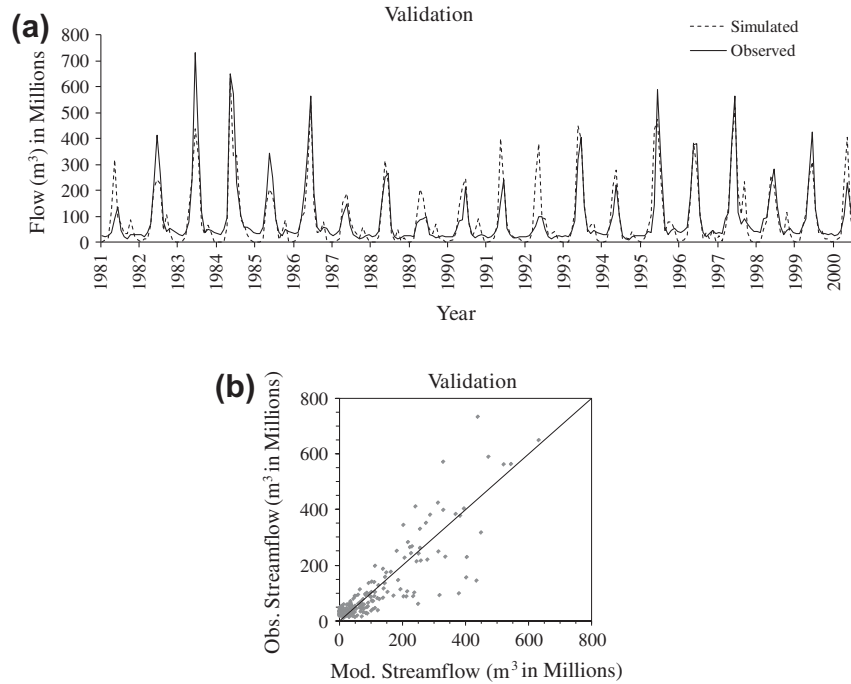 (a)
Validation
Simulated
Observed
800
700
600
500
400
300
200
100
0
Flow (m³) in Millions
1981 1982 1983 1984 1985 1986 1987 1988 1989 1990 1991 1992 1993 1994 1995 1996 1997 1998 1999 2000
Year
(b)
Validation
800
600
400
200
0
Obs. Streamflow (m³ in Millions)
0 200 400 600 800
Mod. Streamflow (m³ in Millions)